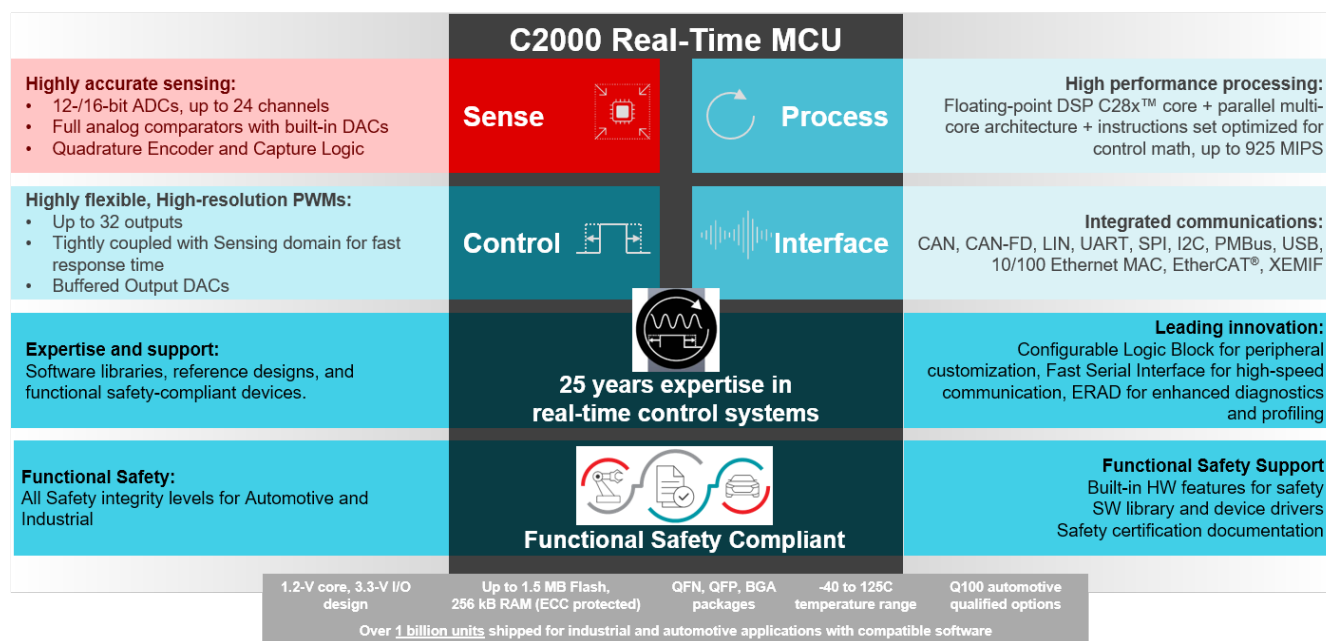 C2000 Real-Time MCU
Highly accurate sensing:
• 12-/16-bit ADCs, up to 24 channels
• Full analog comparators with built-in DACs
• Quadrature Encoder and Capture Logic
Sense
Process
High performance processing:
Floating-point DSP C28x™ core + parallel multi-
core architecture + instructions set optimized for
control math, up to 925 MIPS
Highly flexible, High-resolution PWMs:
• Up to 32 outputs
• Tightly coupled with Sensing domain for fast
response time
• Buffered Output DACs
Control
Interface
Integrated communications:
CAN, CAN-FD, LIN, UART, SPI, I2C, PMBus, USB,
10/100 Ethernet MAC, EtherCAT®, XEMIF
Expertise and support:
Software libraries, reference designs, and
functional safety-compliant devices.
25 years expertise in
real-time control systems
Leading innovation:
Configurable Logic Block for peripheral
customization, Fast Serial Interface for high-speed
communication, ERAD for enhanced diagnostics
and profiling
Functional Safety:
All Safety integrity levels for Automotive and
Industrial
Functional Safety Compliant
Functional Safety Support
Built-in HW features for safety
SW library and device drivers
Safety certification documentation
1.2-V core, 3.3-V I/O
design
Up to 1.5 MB Flash,
256 kB RAM (ECC protected)
QFN, QFP, BGA
packages
-40 to 125C
temperature range
Q100 automotive
qualified options
Over 1 billion units shipped for industrial and automotive applications with compatible software